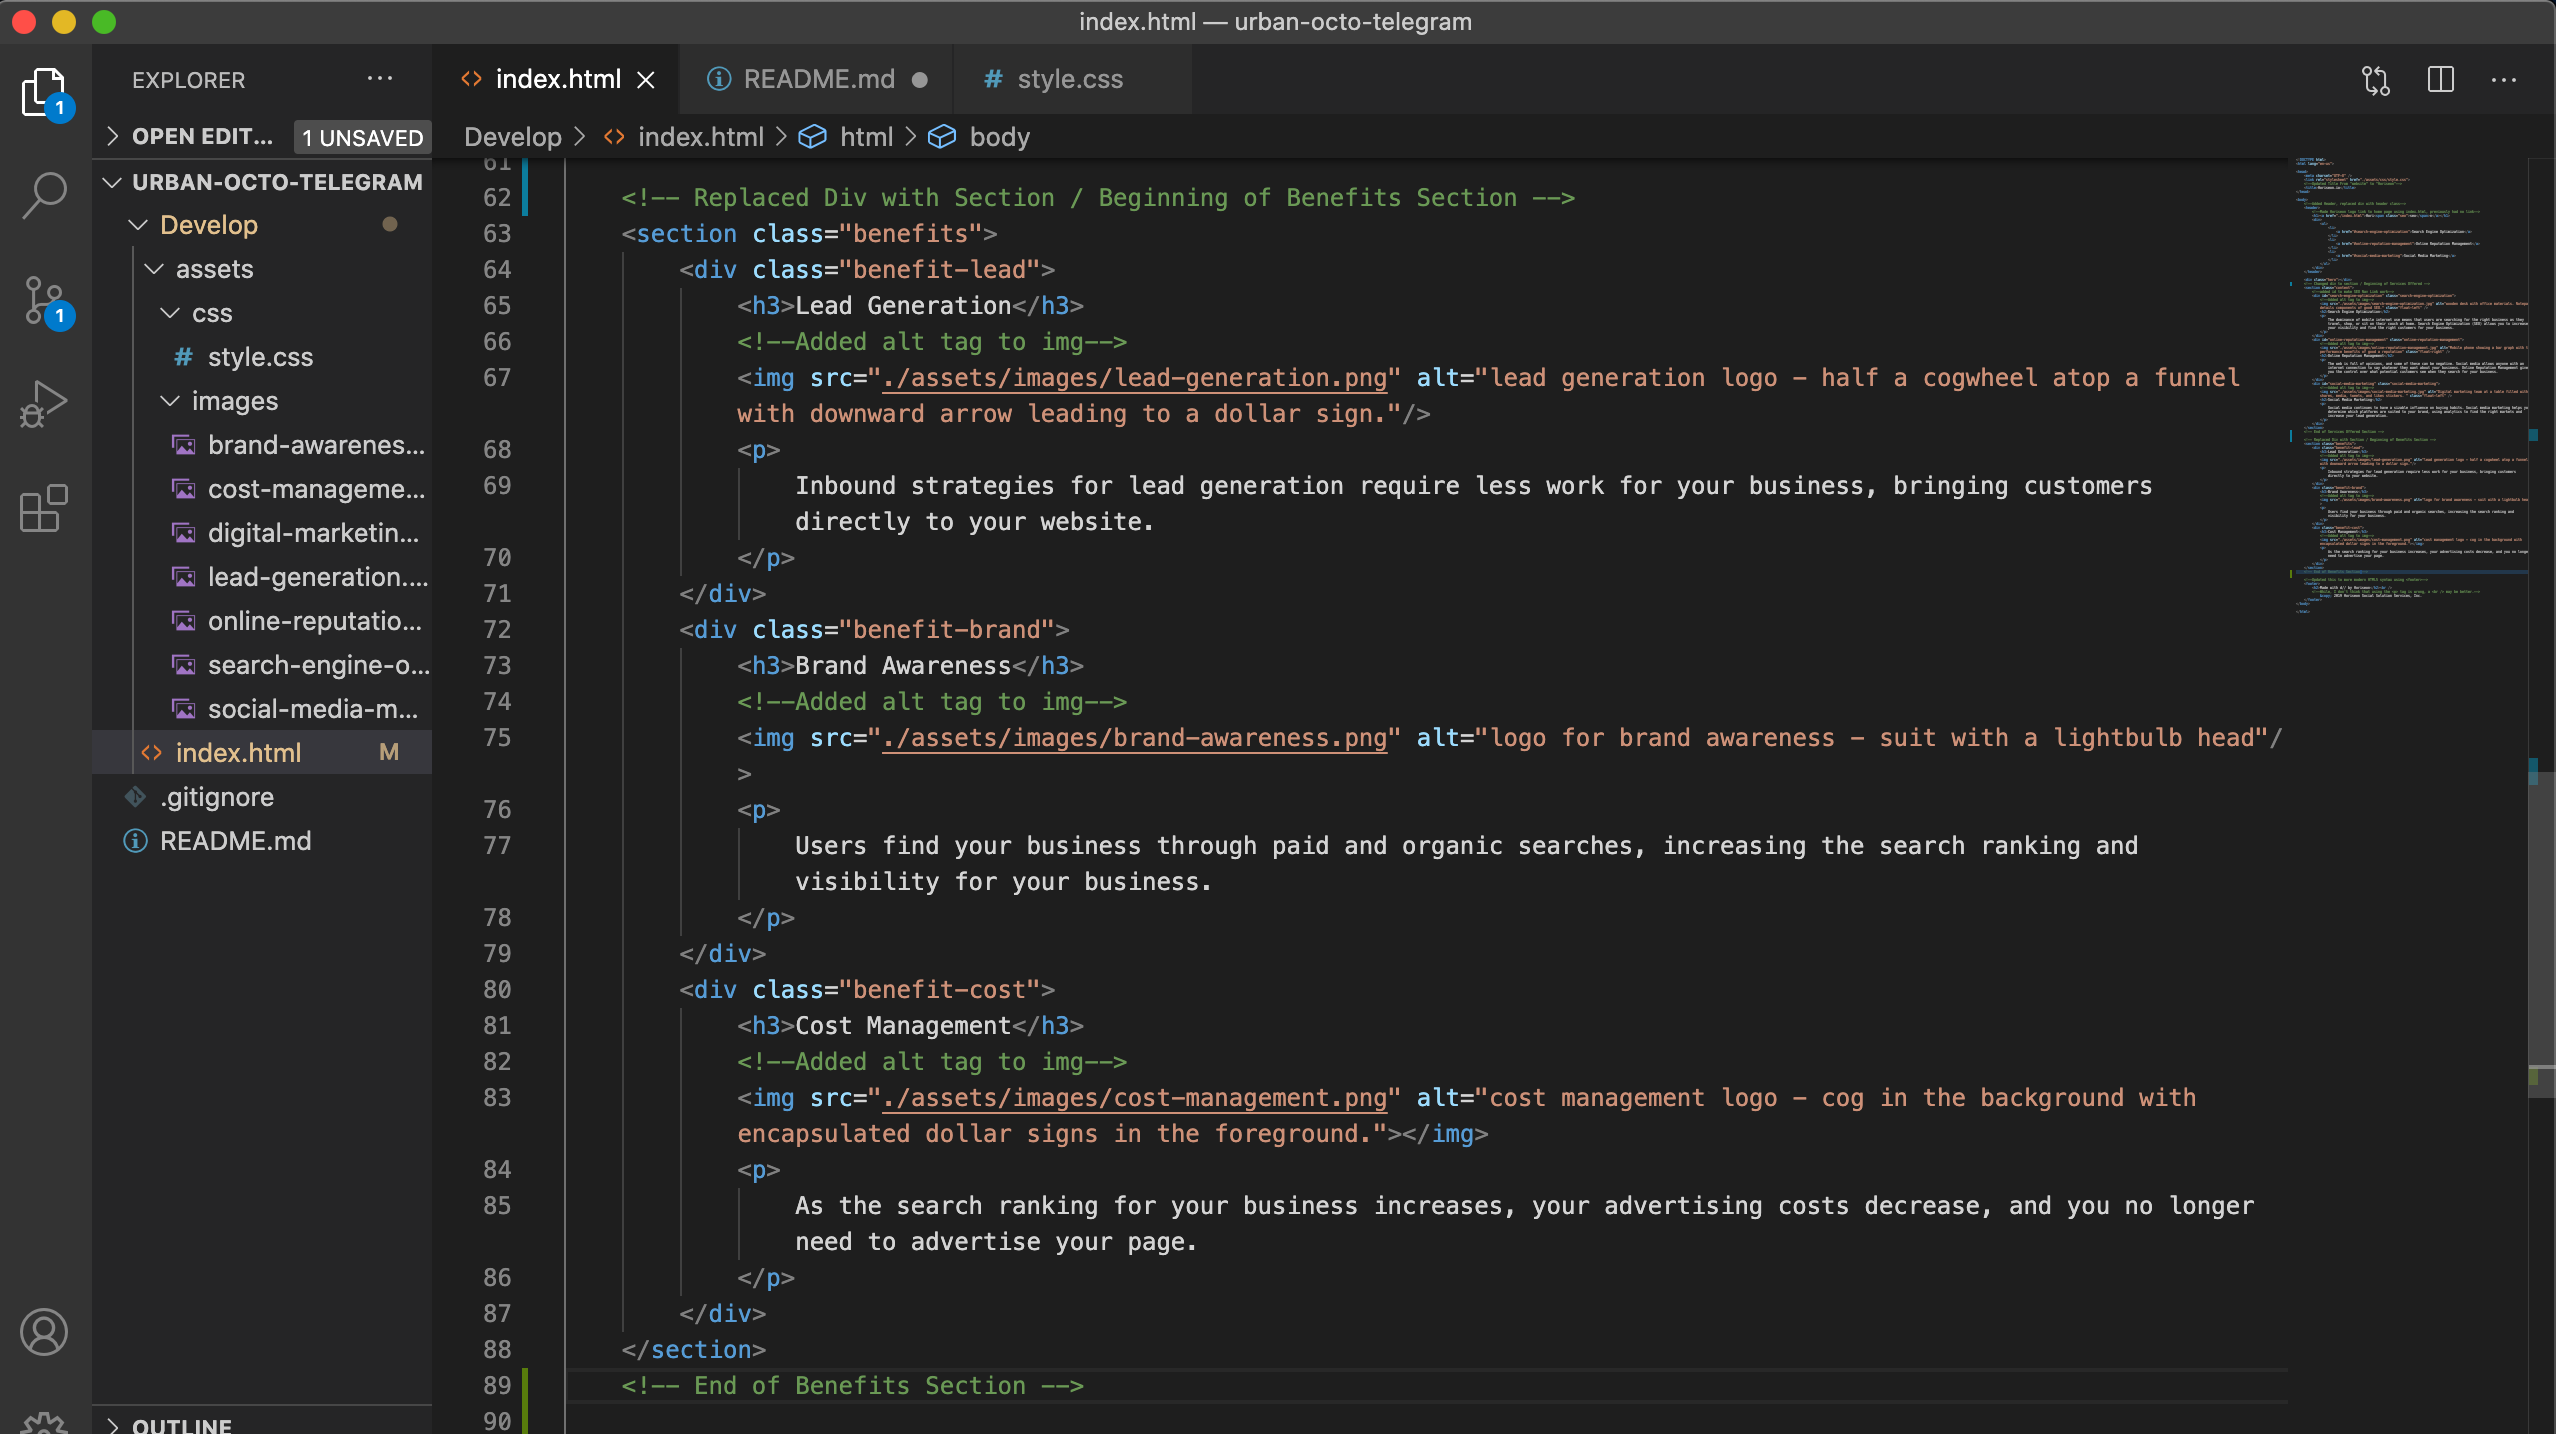 index.html — urban-octo-telegram
EXPLORER
index.html
README.md
style.css
OPEN EDIT... 1 UNSAVED
Develop > index.html > html > body
URBAN-OCTO-TELEGRAM
Develop
assets
css
style.css
images
brand-awarenes...
cost-manageme...
digital-marketin...
lead-generation....
online-reputatio...
search-engine-o...
social-media-m...
index.html M
.gitignore
README.md
OUTLINE
1
1
61
62 <!-- Replaced Div with Section / Beginning of Benefits Section -->
63 <section class="benefits">
64 <div class="benefit-lead">
65 <h3>Lead Generation</h3>
66 <!--Added alt tag to img-->
67 <img src="./assets/images/lead-generation.png" alt="lead generation logo - half a cogwheel atop a funnel
with downward arrow leading to a dollar sign."/>
68 <p>
69 Inbound strategies for lead generation require less work for your business, bringing customers
directly to your website.
70 </p>
71 </div>
72 <div class="benefit-brand">
73 <h3>Brand Awareness</h3>
74 <!--Added alt tag to img-->
75 <img src="./assets/images/brand-awareness.png" alt="logo for brand awareness - suit with a lightbulb head"/
>
76 <p>
77 Users find your business through paid and organic searches, increasing the search ranking and
visibility for your business.
78 </p>
79 </div>
80 <div class="benefit-cost">
81 <h3>Cost Management</h3>
82 <!--Added alt tag to img-->
83 <img src="./assets/images/cost-management.png" alt="cost management logo - cog in the background with
encapsulated dollar signs in the foreground."></img>
84 <p>
85 As the search ranking for your business increases, your advertising costs decrease, and you no longer
need to advertise your page.
86 </p>
87 </div>
88 </section>
89 <!-- End of Benefits Section -->
90